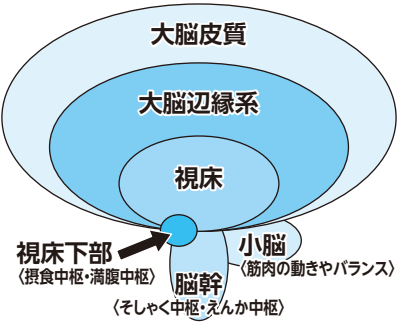 大脳皮質
大脳辺縁系
視床
視床下部
〈摂食中枢・満腹中枢〉
小脳
〈筋肉の動きやバランス〉
脳幹
〈そしゃく中枢・えんか中枢〉